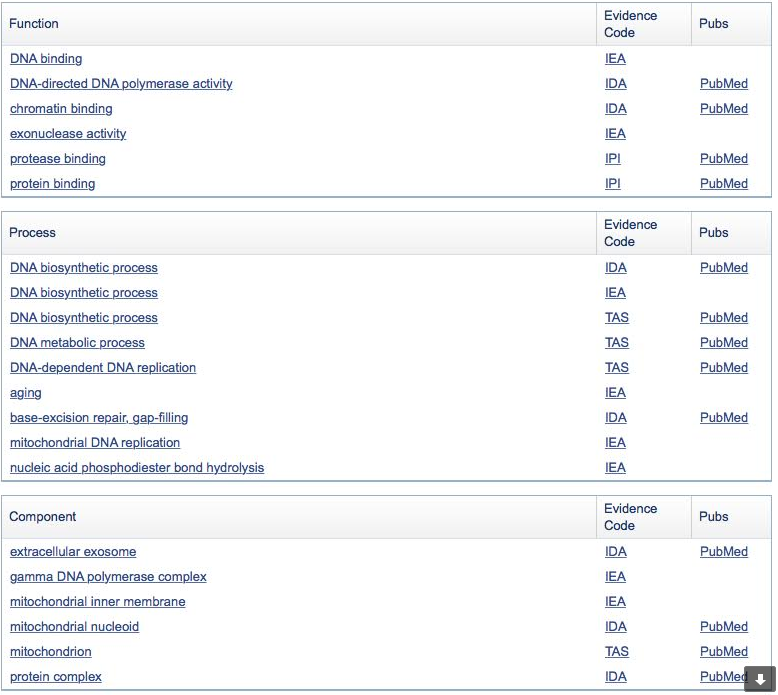 Function Evidence Code Pubs
DNA binding IEA
DNA-directed DNA polymerase activity IDA PubMed
chromatin binding IDA PubMed
exonuclease activity IEA
protease binding IPI PubMed
protein binding IPI PubMed
Process Evidence Code Pubs
DNA biosynthetic process IDA PubMed
DNA biosynthetic process IEA
DNA biosynthetic process TAS PubMed
DNA metabolic process TAS PubMed
DNA-dependent DNA replication TAS PubMed
aging IEA
base-excision repair, gap-filling IDA PubMed
mitochondrial DNA replication IEA
nucleic acid phosphodiester bond hydrolysis IEA
Component Evidence Code Pubs
extracellular exosome IDA PubMed
gamma DNA polymerase complex IEA
mitochondrial inner membrane IEA
mitochondrial nucleoid IDA PubMed
mitochondrion TAS PubMed
protein complex IDA PubMed